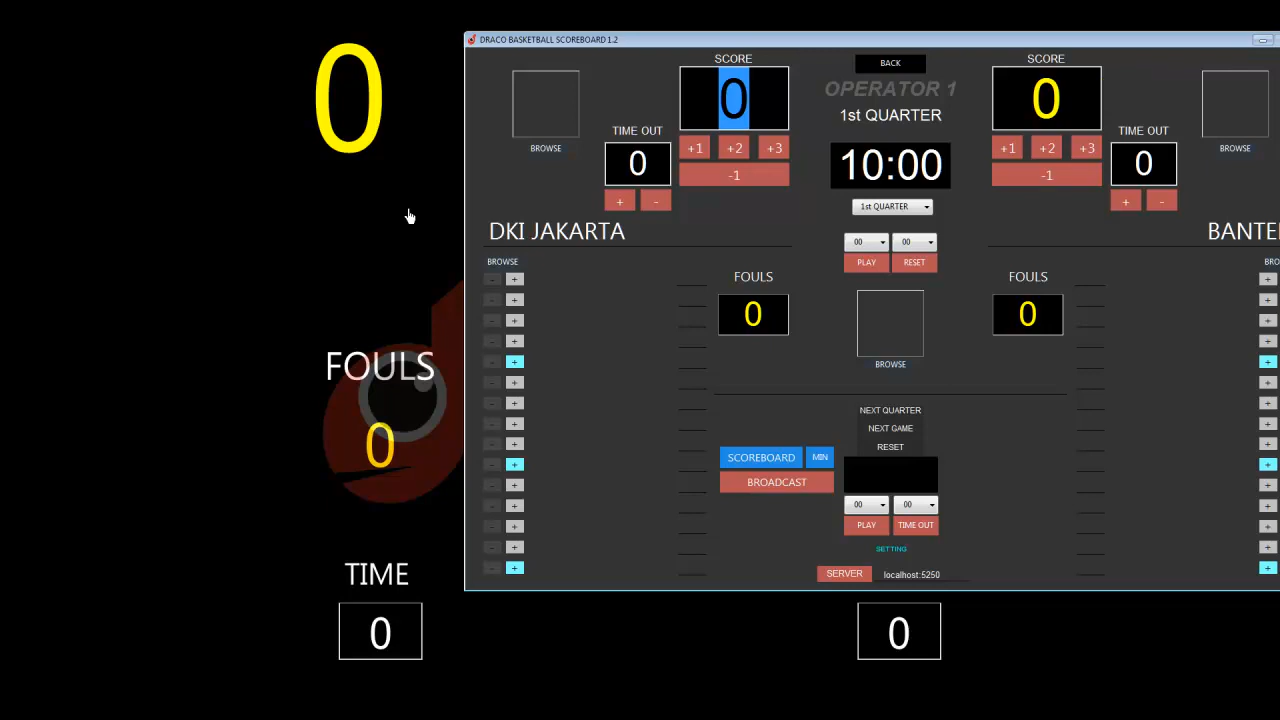 0
DRACO BASKETBALL SCOREBOARD 1.2
SCORE
BACK
SCORE
0
OPERATOR 1
0
1st QUARTER
TIME OUT
TIME OUT
BROWSE
+1 +2 +3
+1 +2 +3
BROWSE
0
10:00
0
-1
-1
+ -
+ -
1st QUARTER
DKI JAKARTA
BANTE
00 00
BROWSE
PLAY RESET
BRO
FOULS
FOULS
- +
+
- +
+
0
0
- +
+
- +
+
- +
+
BROWSE
FOULS
- +
+
- +
+
NEXT QUARTER
- +
+
NEXT GAME
- +
+
RESET
0
SCOREBOARD MIN
- +
+
BROADCAST
- +
+
00 00
- +
+
PLAY TIME OUT
- +
+
- +
+
SETTING
- +
+
SERVER localhost:5250
TIME
0
0